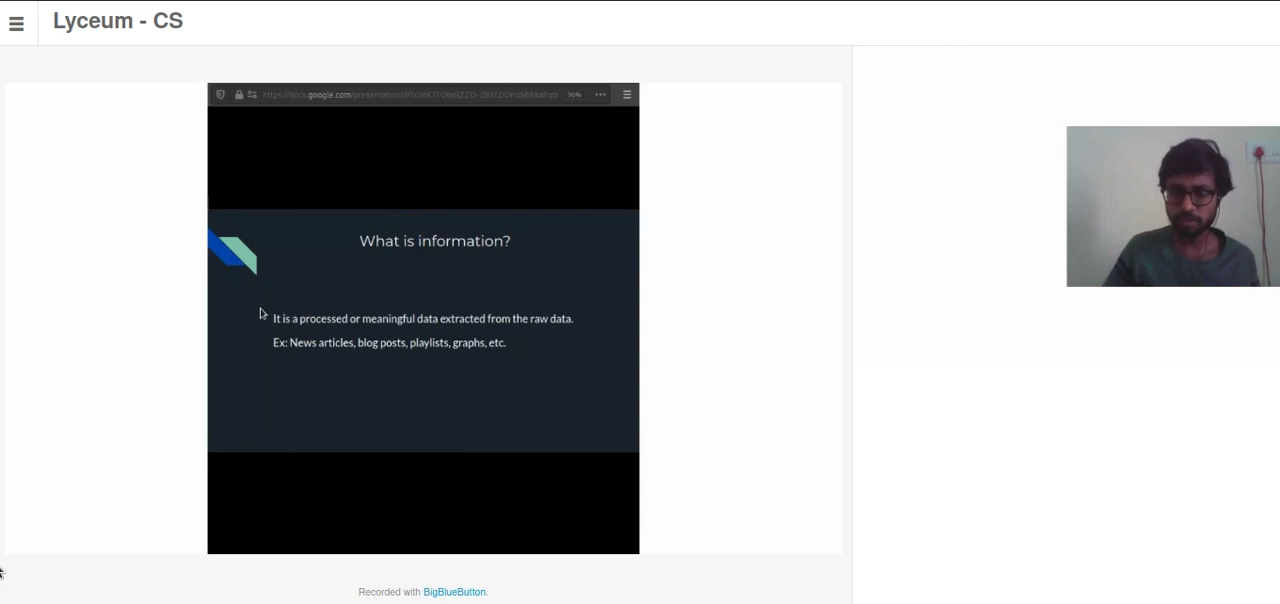 Lyceum - CS
90%
What is information?
It is a processed or meaningful data extracted from the raw data.
Ex: News articles, blog posts, playlists, graphs, etc.
Recorded with BigBlueButton.